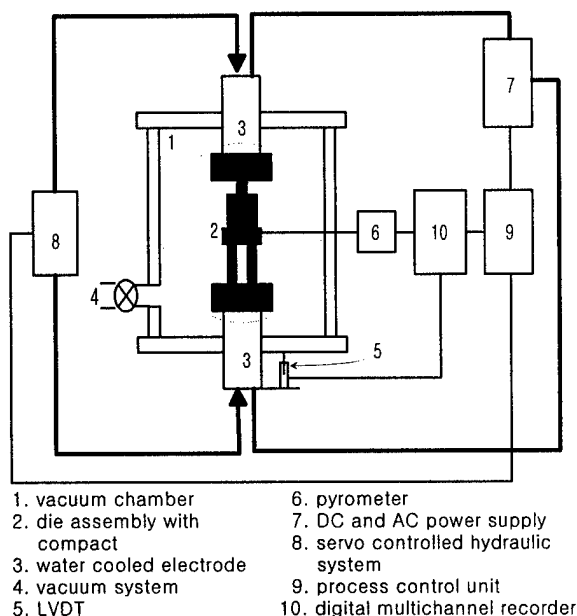 3
7
1
3
2
6
10
9
8
4
3
5
1. vacuum chamber
2. die assembly with
compact
3. water cooled electrode
4. vacuum system
5. LVDT
6. pyrometer
7. DC and AC power supply
8. servo controlled hydraulic
system
9. process control unit
10. digital multichannel recorder